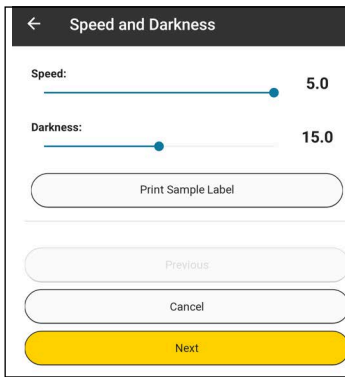 Speed and Darkness
Speed:
5.0
Darkness:
15.0
Print Sample Label
Previous
Cancel
Next